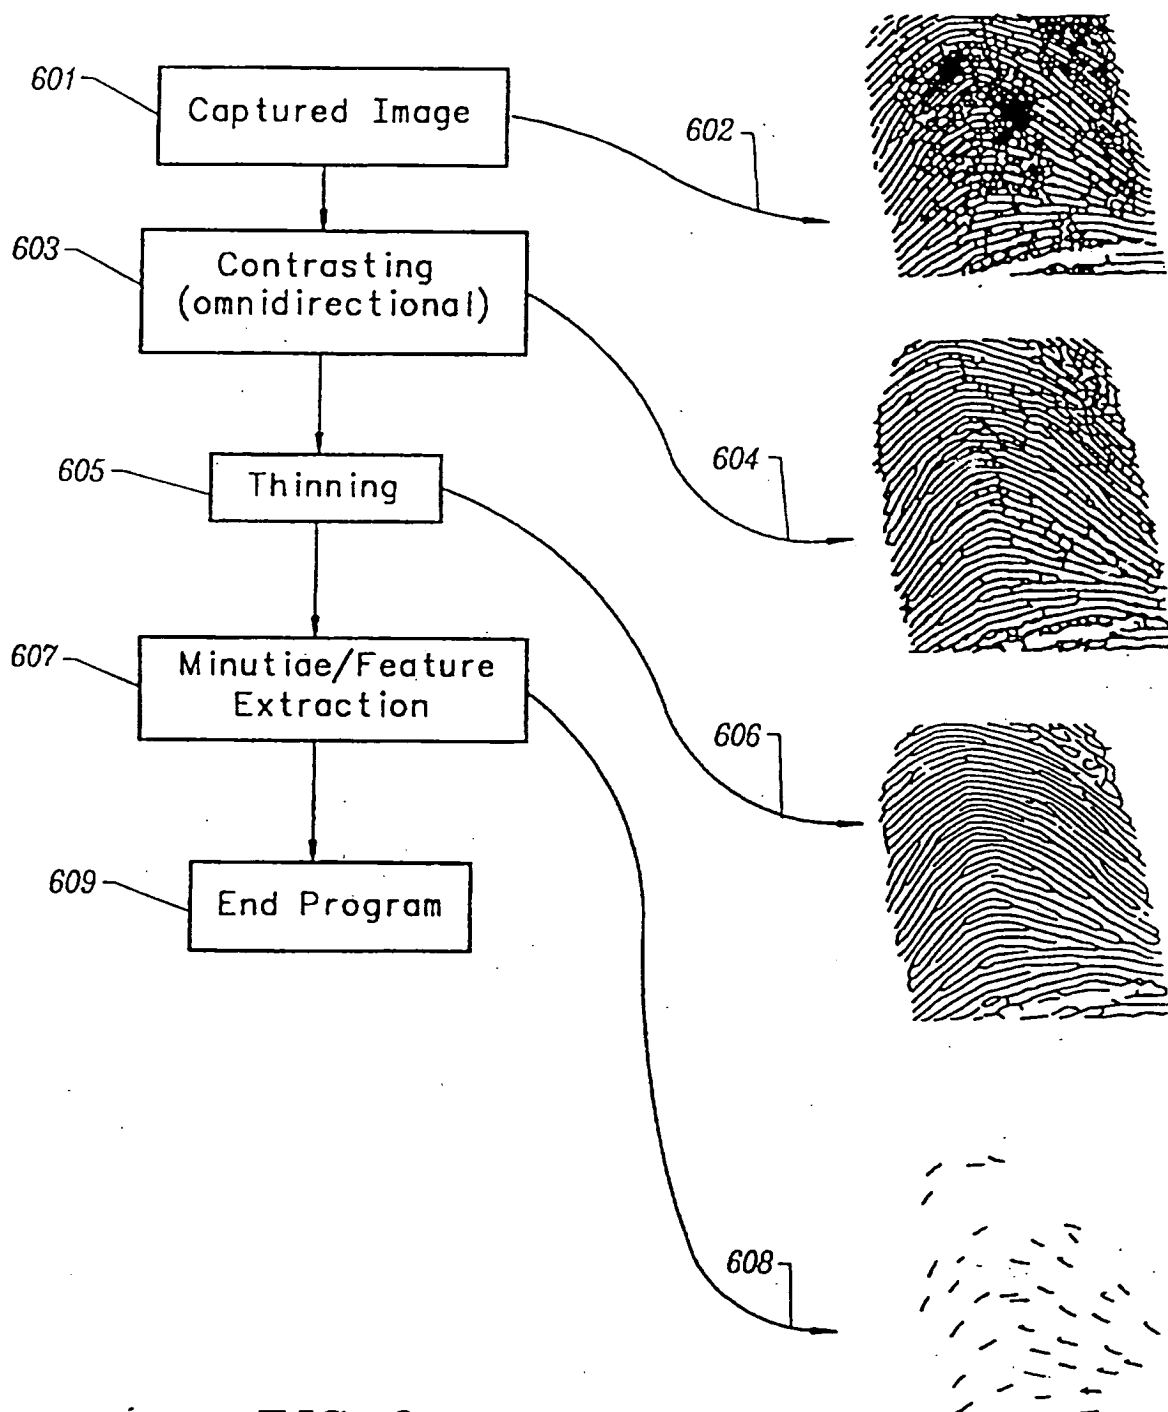 601
Captured Image
602
603
Contrasting
(omnidirectional)
604
605
Thinning
606
607
Minutiae/Feature
Extraction
608
609
End Program